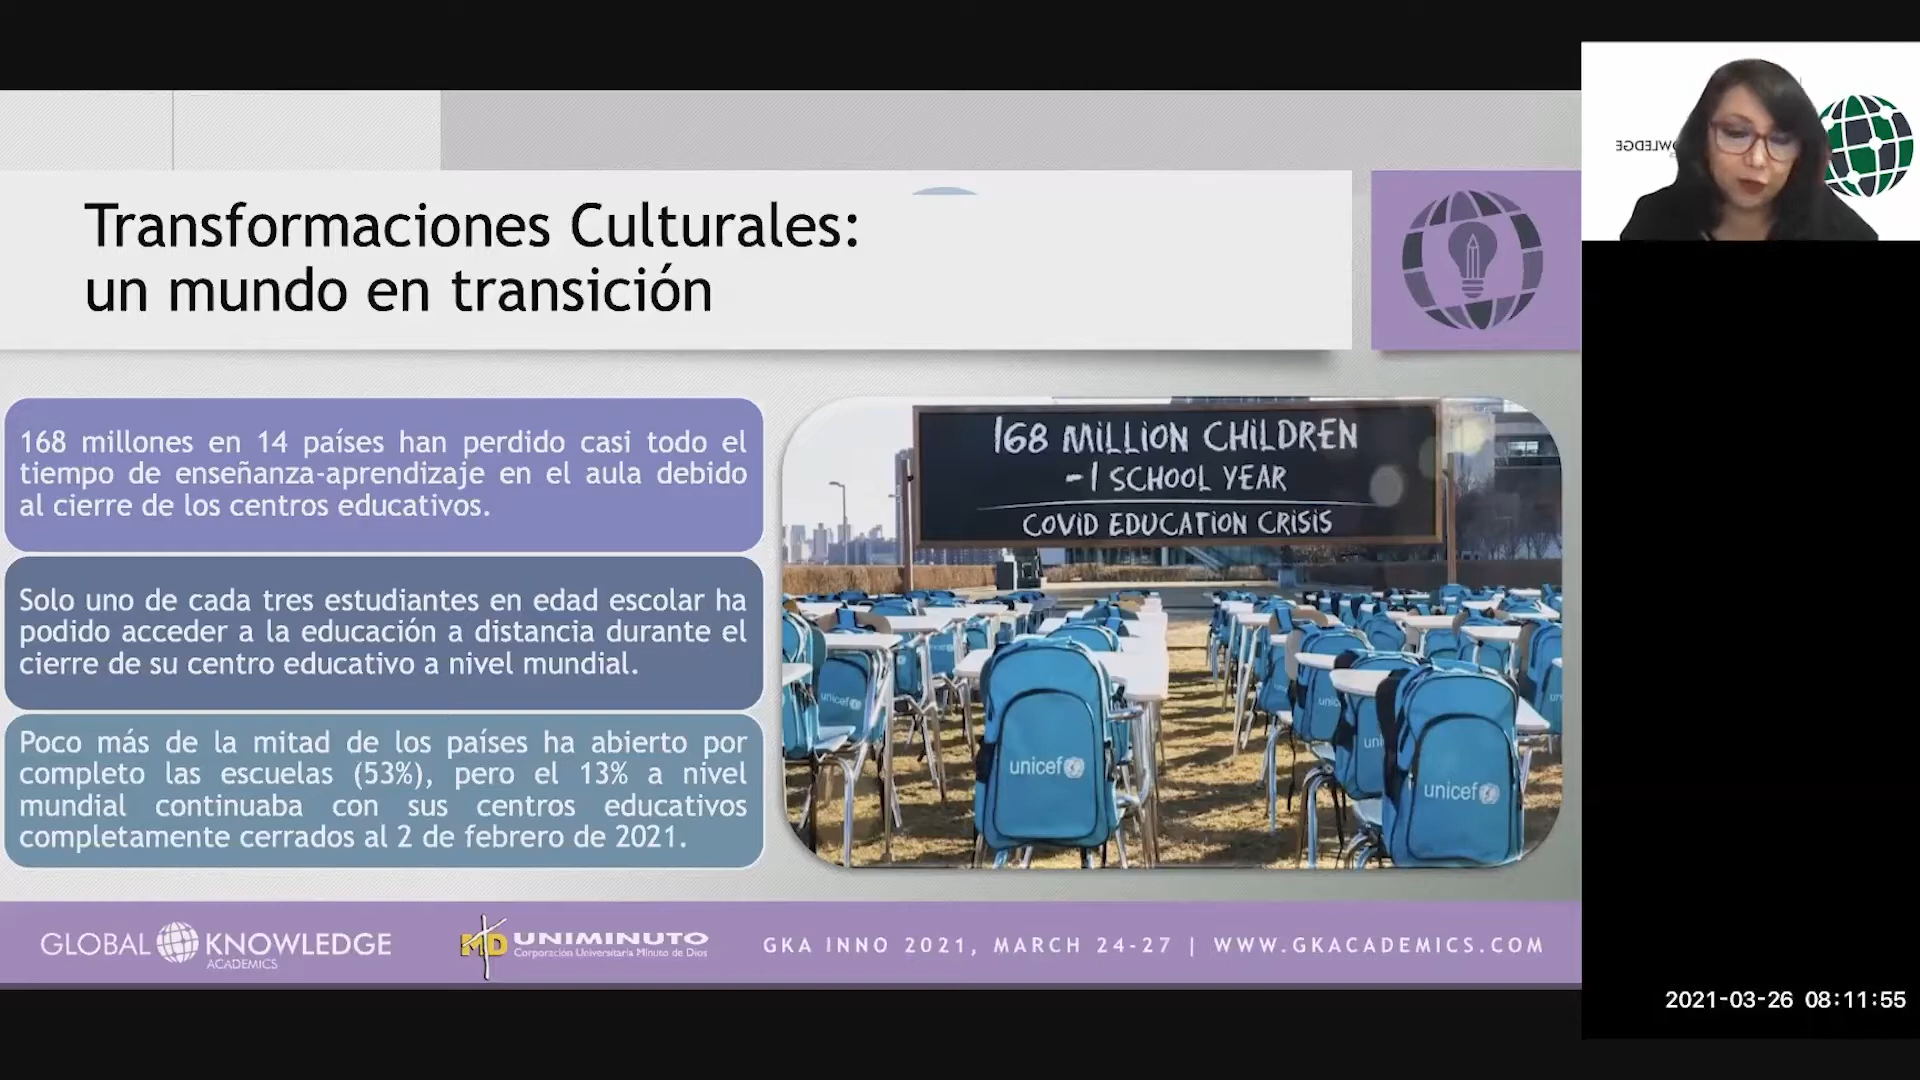 Transformaciones Culturales:
un mundo en transición
168 millones en 14 países han perdido casi todo el
tiempo de enseñanza-aprendizaje en el aula debido
al cierre de los centros educativos.
Solo uno de cada tres estudiantes en edad escolar ha
podido acceder a la educación a distancia durante el
cierre de su centro educativo a nivel mundial.
Poco más de la mitad de los países ha abierto por
completo las escuelas (53%), pero el 13% a nivel
mundial continuaba con sus centros educativos
completamente cerrados al 2 de febrero de 2021.
168 MILLION CHILDREN
-1 SCHOOL YEAR
COVID EDUCATION CRISIS
unicef
unicef
unicef
GLOBAL KNOWLEDGE
ACADEMICS
MD UNIMINUTO
Corporación Universitaria Minuto de Dios
GKA INNO 2021, MARCH 24-27 | WWW.GKACADEMICS.COM
2021-03-26 08:11:55